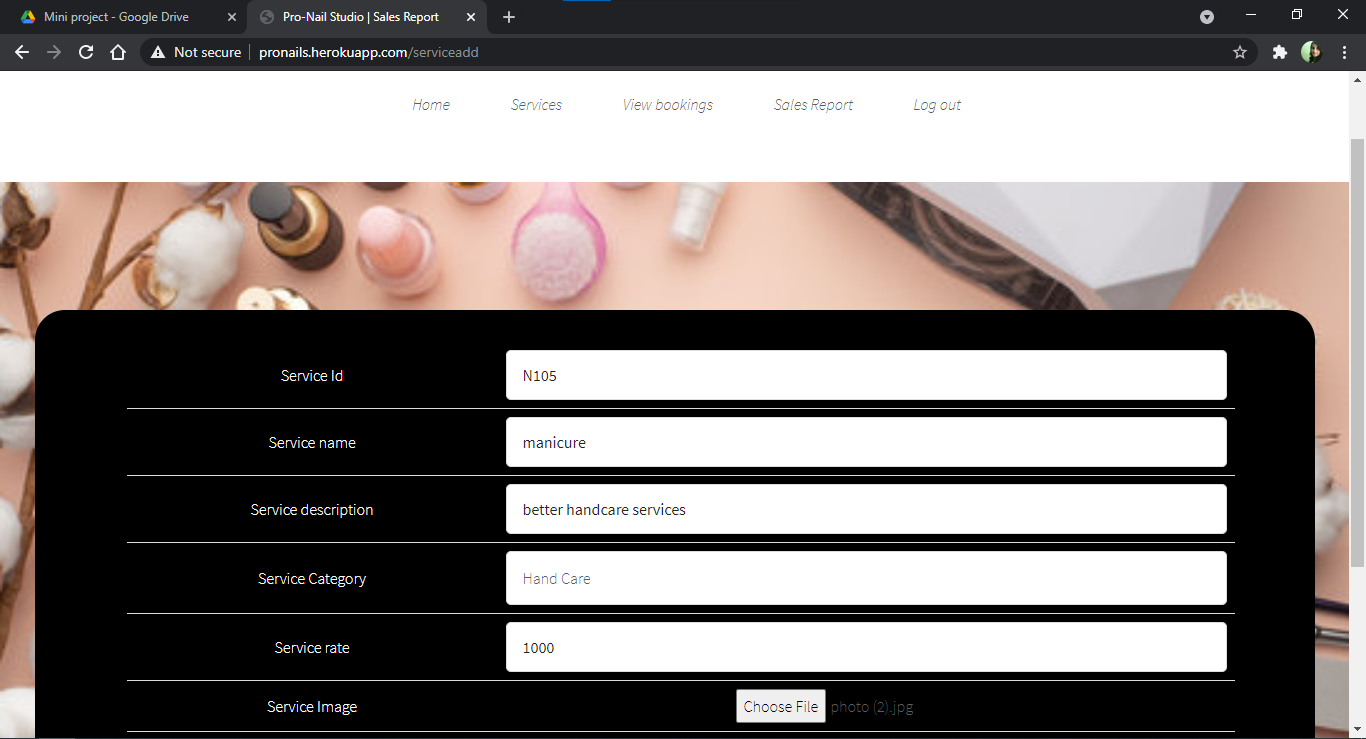 Mini project - Google Drive
Pro-Nail Studio | Sales Report
Not secure
pronails.herokuapp.com/serviceadd
Home Services View bookings Sales Report Log out
Service Id N105
Service name manicure
Service description better handcare services
Service Category Hand Care
Service rate 1000
Service Image Choose File photo (2).jpg